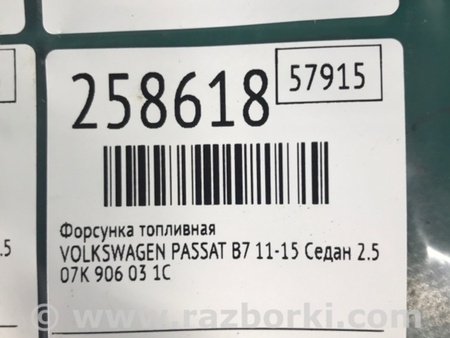 258618
57915
Форсунка топливная
VOLKSWAGEN PASSAT B7 11-15 Седан 2.5
07K 906 03 1C
.5
www.razborki.com